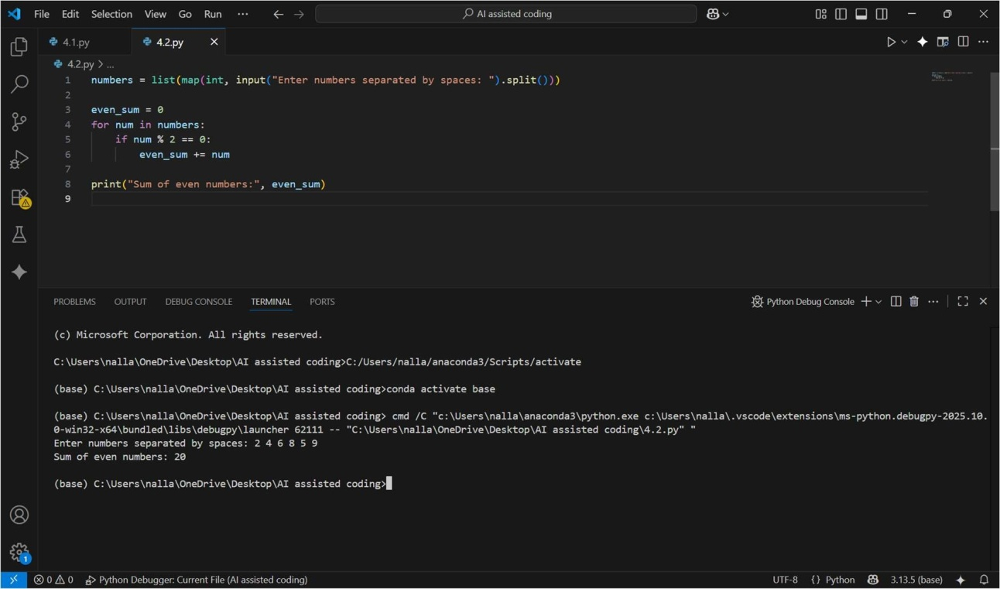 File Edit Selection View Go Run ··· AI assisted coding
4.1.py 4.2.py
4.2.py > ...
1 numbers = list(map(int, input("Enter numbers separated by spaces: ").split()))
2
3 even_sum = 0
4 for num in numbers:
5     if num % 2 == 0:
6         even_sum += num
7
8 print("Sum of even numbers:", even_sum)
9
PROBLEMS OUTPUT DEBUG CONSOLE TERMINAL PORTS Python Debug Console
(c) Microsoft Corporation. All rights reserved.
C:\Users\nalla\OneDrive\Desktop\AI assisted coding>C:/Users/nalla/anaconda3/Scripts/activate
(base) C:\Users\nalla\OneDrive\Desktop\AI assisted coding>conda activate base
(base) C:\Users\nalla\OneDrive\Desktop\AI assisted coding> cmd /C "c:\Users\nalla\anaconda3\python.exe c:\Users\nalla\.vscode\extensions\ms-python.debugpy-2025.10.
0-win32-x64\bundled\libs\debugpy\launcher 62111 -- "C:\Users\nalla\OneDrive\Desktop\AI assisted coding\4.2.py" "
Enter numbers separated by spaces: 2 4 6 8 5 9
Sum of even numbers: 20
(base) C:\Users\nalla\OneDrive\Desktop\AI assisted coding>
1
0 0 Python Debugger: Current File (AI assisted coding) UTF-8 {} Python 3.13.5 (base)